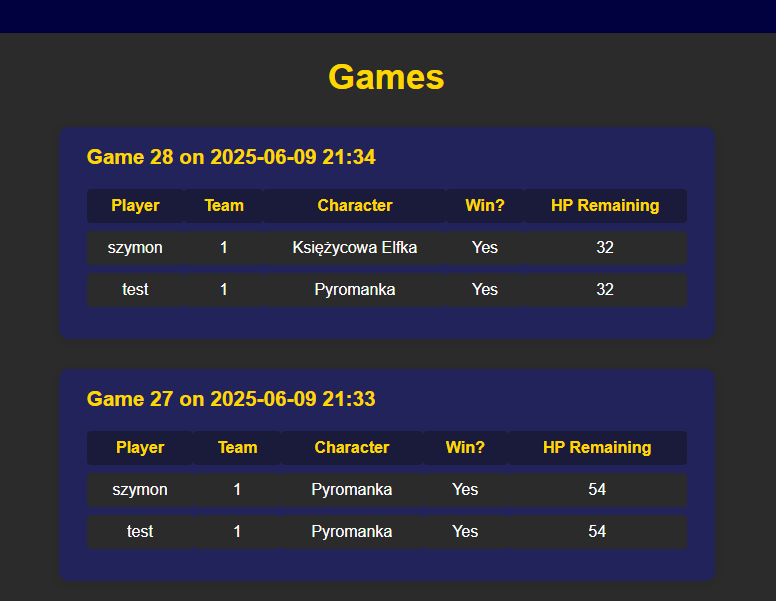 Games
Game 28 on 2025-06-09 21:34
Player Team Character Win? HP Remaining
szymon 1 Księżycowa Elfka Yes 32
test 1 Pyromanka Yes 32
Game 27 on 2025-06-09 21:33
Player Team Character Win? HP Remaining
szymon 1 Pyromanka Yes 54
test 1 Pyromanka Yes 54